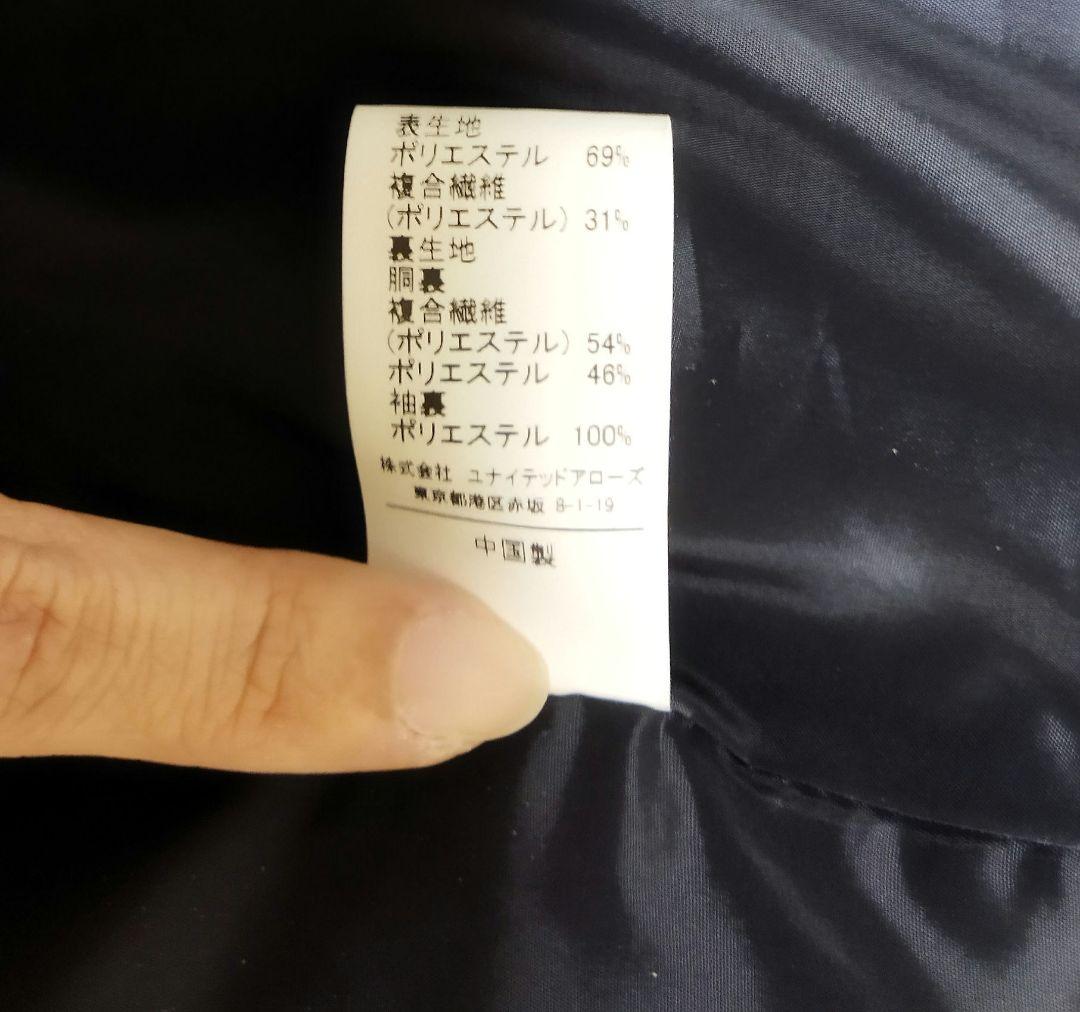 表生地
ポリエステル 69%
複合繊維
(ポリエステル) 31%
裏生地
胴裏
複合繊維
(ポリエステル) 54%
ポリエステル 46%
袖裏
ポリエステル 100%
株式会社 ユナイテッドアローズ
東京都港区赤坂 8-1-19
中国製